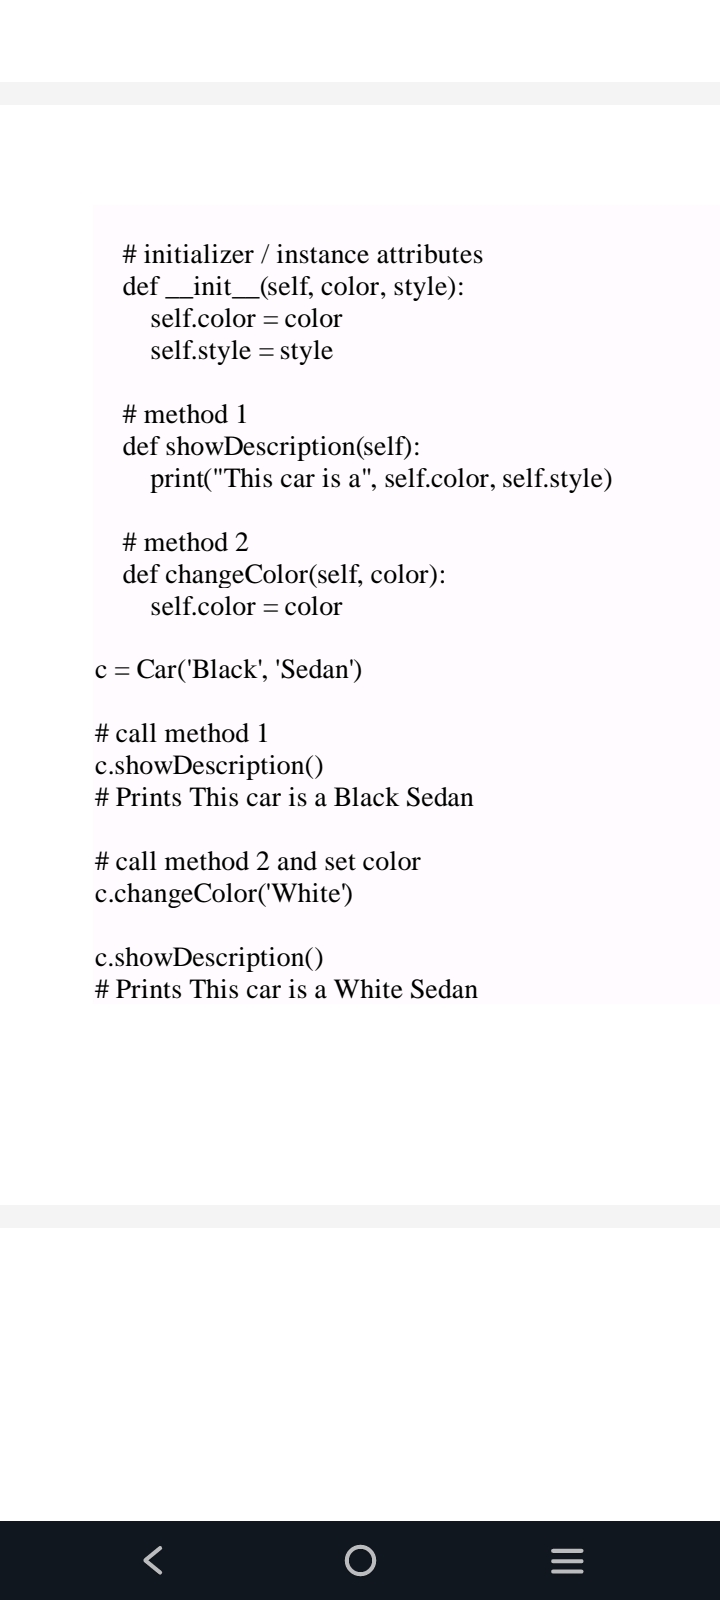 # initializer / instance attributes
def __init__(self, color, style):
self.color = color
self.style = style
# method 1
def showDescription(self):
print("This car is a", self.color, self.style)
# method 2
def changeColor(self, color):
self.color = color
c = Car('Black', 'Sedan')
# call method 1
c.showDescription()
# Prints This car is a Black Sedan
# call method 2 and set color
c.changeColor('White')
c.showDescription()
# Prints This car is a White Sedan